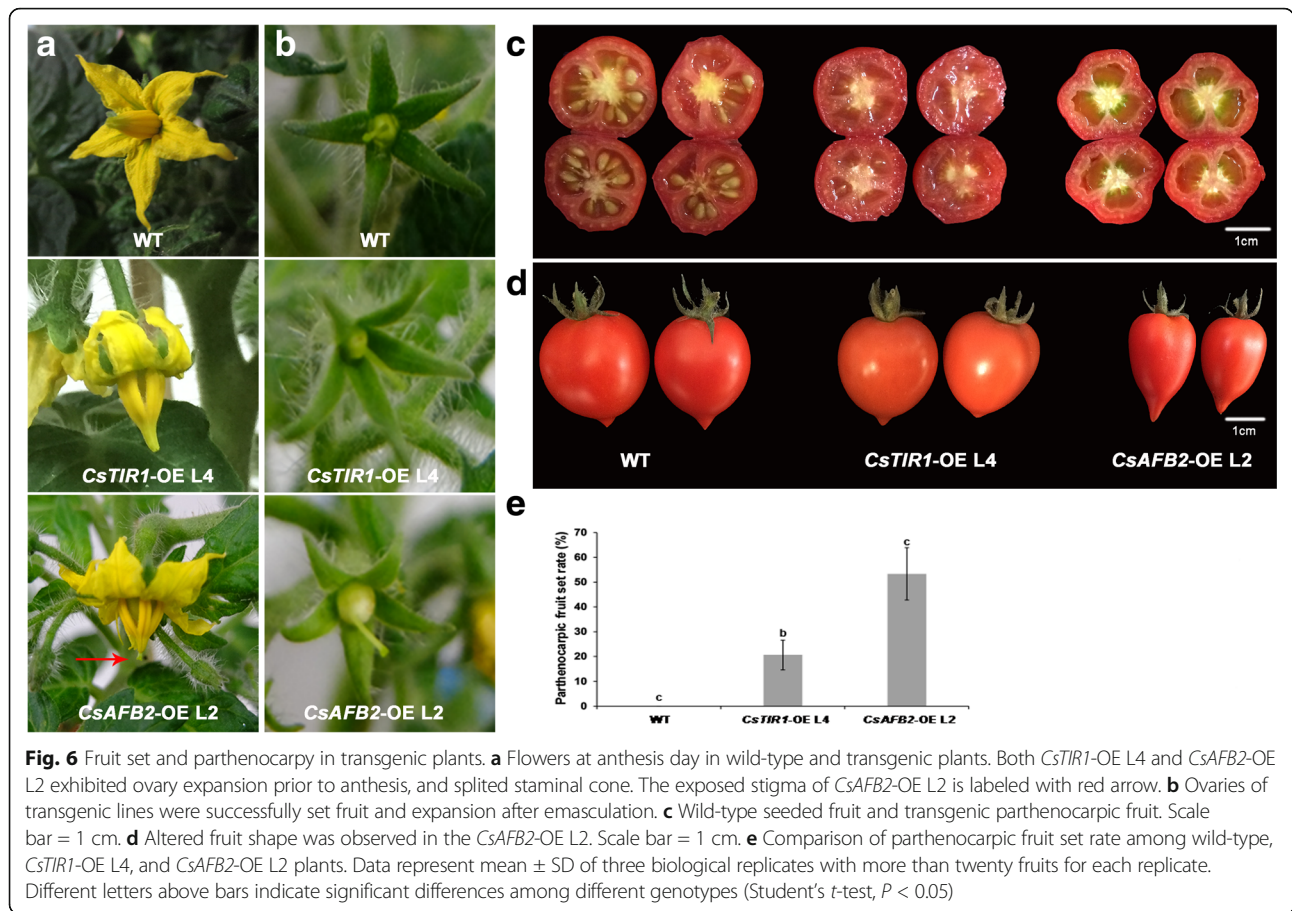 a
b
c
WT
WT
1cm
d
CsTIR1-OE L4
CsTIR1-OE L4
1cm
WT
CsTIR1-OE L4
CsAFB2-OE L2
e
CsAFB2-OE L2
CsAFB2-OE L2
Parthenocarpic fruit set rate (%)
70
60
50
40
30
20
10
0
c
b
c
WT
CsTIR1-OE L4
CsAFB2-OE L2
Fig. 6 Fruit set and parthenocarpy in transgenic plants. a Flowers at anthesis day in wild-type and transgenic plants. Both CsTIR1-OE L4 and CsAFB2-OE
L2 exhibited ovary expansion prior to anthesis, and splited staminal cone. The exposed stigma of CsAFB2-OE L2 is labeled with red arrow. b Ovaries of
transgenic lines were successfully set fruit and expansion after emasculation. c Wild-type seeded fruit and transgenic parthenocarpic fruit. Scale
bar = 1 cm. d Altered fruit shape was observed in the CsAFB2-OE L2. Scale bar = 1 cm. e Comparison of parthenocarpic fruit set rate among wild-type,
CsTIR1-OE L4, and CsAFB2-OE L2 plants. Data represent mean ± SD of three biological replicates with more than twenty fruits for each replicate.
Different letters above bars indicate significant differences among different genotypes (Student's t-test, P < 0.05)